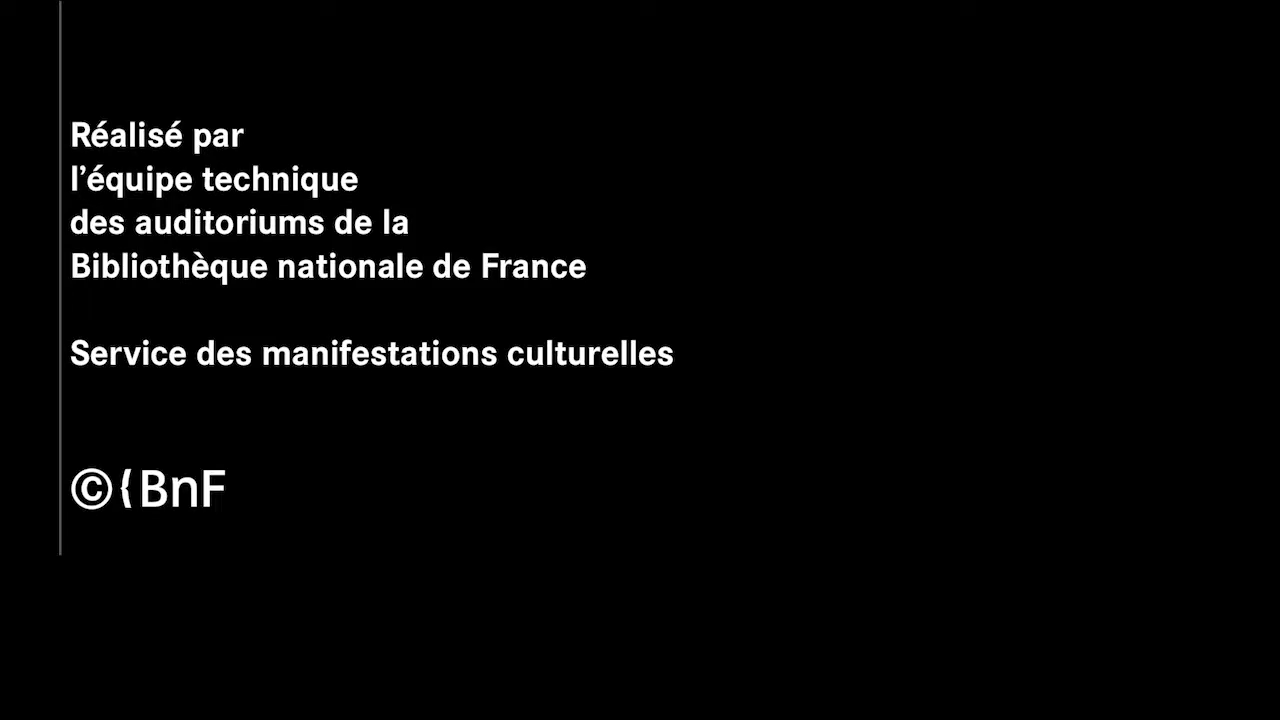 Réalisé par
l’équipe technique
des auditoriums de la
Bibliothèque nationale de France
Service des manifestations culturelles
©{BnF